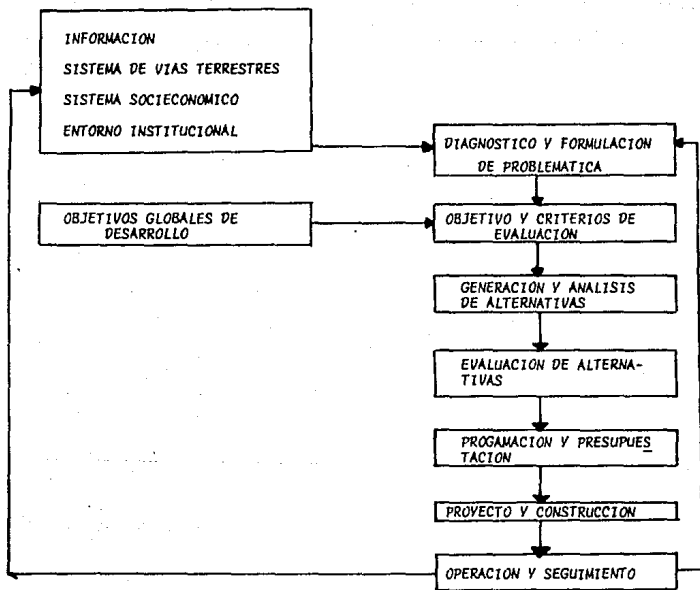 INFORMACION
SISTEMA DE VIAS TERRESTRES
SISTEMA SOCIECONOMICO
ENTORNO INSTITUCIONAL
DIAGNOSTICO Y FORMULACION
DE PROBLEMATICA
OBJETIVOS GLOBALES DE
DESARROLLO
OBJETIVO Y CRITERIOS DE
EVALUACION
GENERACION Y ANALISIS
DE ALTERNATIVAS
EVALUACION DE ALTERNA-
TIVAS
PROGAMACION Y PRESUPUES
TACION
PROYECTO Y CONSTRUCCION
OPERACION Y SEGUIMIENTO